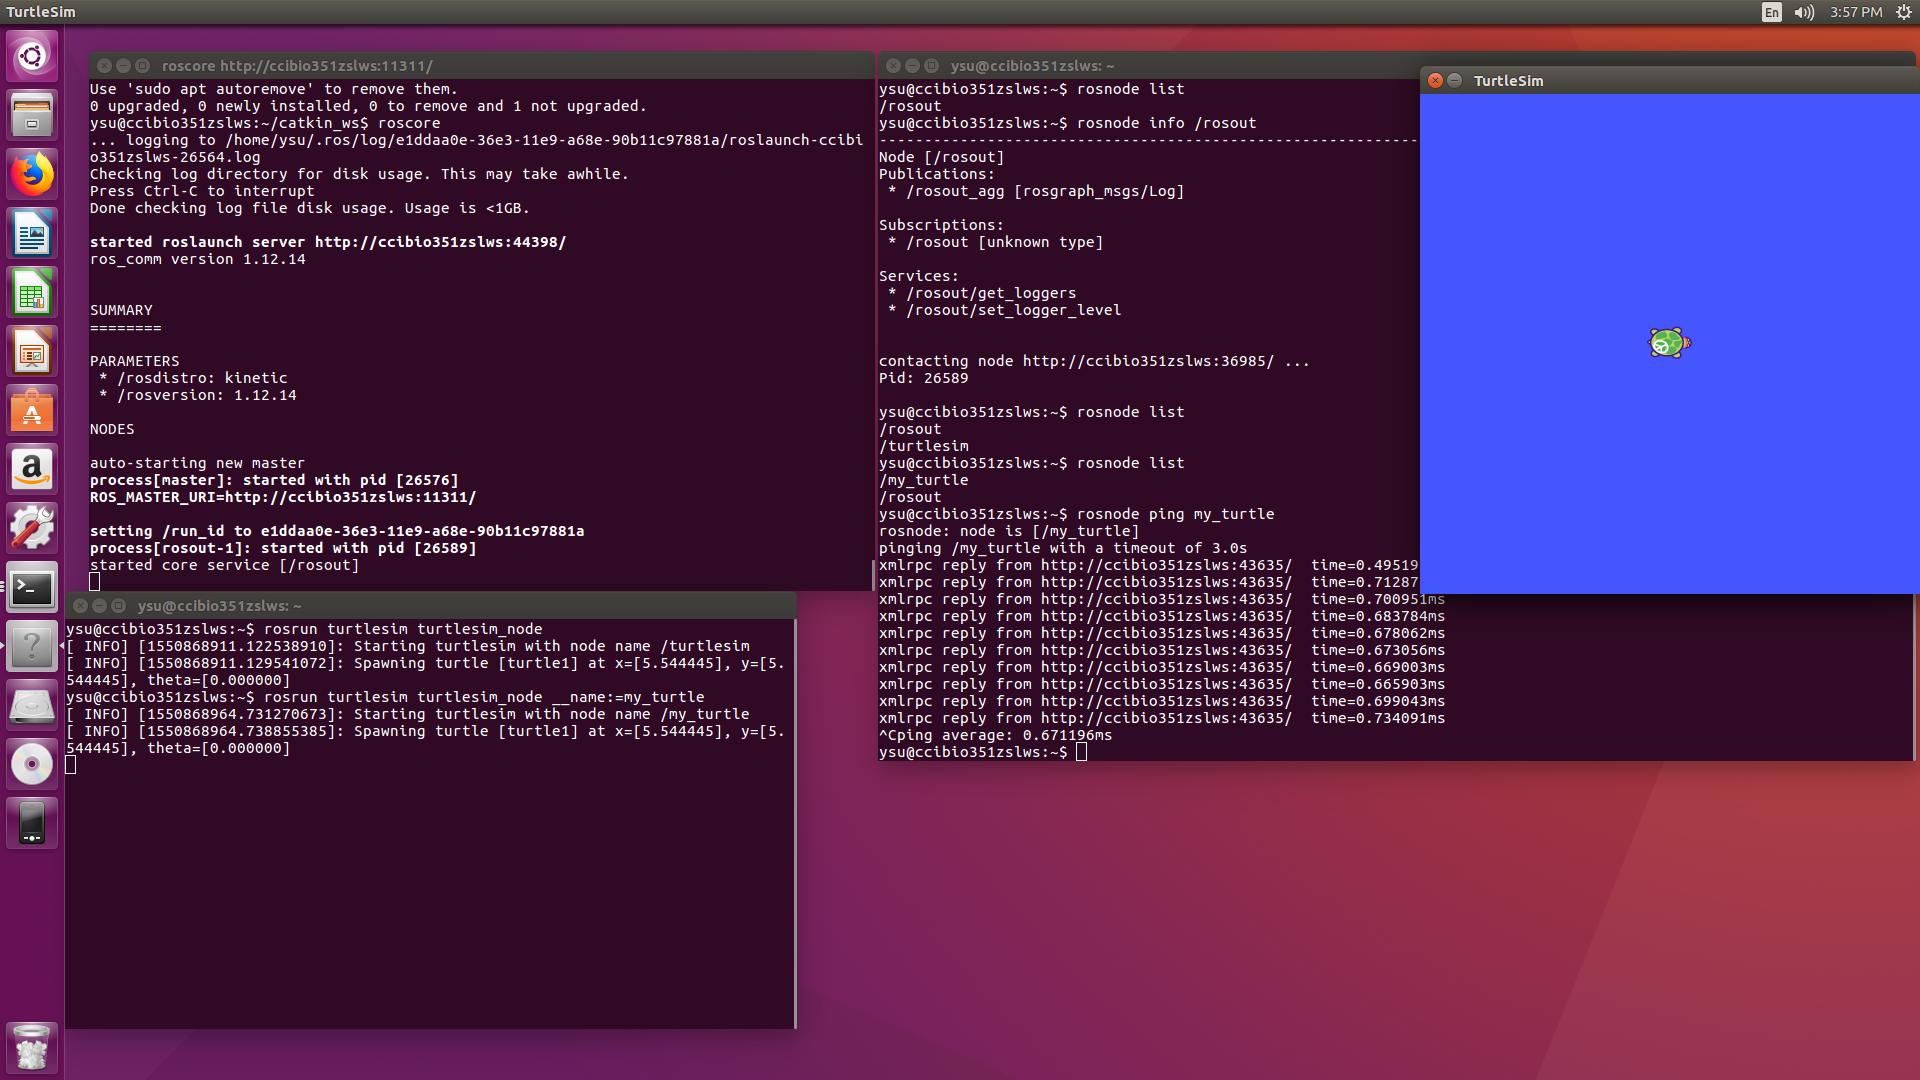 TurtleSim
En
3:57 PM
roscore http://ccibio351zslws:11311/
Use 'sudo apt autoremove' to remove them.
0 upgraded, 0 newly installed, 0 to remove and 1 not upgraded.
ysu@ccibio351zslws:~/catkin_ws$ roscore
... logging to /home/ysu/.ros/log/e1ddaa0e-36e3-11e9-a68e-90b11c97881a/roslaunch-ccibi
o351zslws-26564.log
Checking log directory for disk usage. This may take awhile.
Press Ctrl-C to interrupt
Done checking log file disk usage. Usage is <1GB.
started roslaunch server http://ccibio351zslws:44398/
ros_comm version 1.12.14
SUMMARY
========
PARAMETERS
* /rosdistro: kinetic
* /rosversion: 1.12.14
NODES
auto-starting new master
process[master]: started with pid [26576]
ROS_MASTER_URI=http://ccibio351zslws:11311/
setting /run_id to e1ddaa0e-36e3-11e9-a68e-90b11c97881a
process[rosout-1]: started with pid [26589]
started core service [/rosout]
ysu@ccibio351zslws: ~
ysu@ccibio351zslws:~$ rosrun turtlesim turtlesim_node
[ INFO] [1550868911.122538910]: Starting turtlesim with node name /turtlesim
[ INFO] [1550868911.129541072]: Spawning turtle [turtle1] at x=[5.544445], y=[5.
544445], theta=[0.000000]
ysu@ccibio351zslws:~$ rosrun turtlesim turtlesim_node __name:=my_turtle
[ INFO] [1550868964.731270673]: Starting turtlesim with node name /my_turtle
[ INFO] [1550868964.738855385]: Spawning turtle [turtle1] at x=[5.544445], y=[5.
544445], theta=[0.000000]
ysu@ccibio351zslws: ~
ysu@ccibio351zslws:~$ rosnode list
/rosout
ysu@ccibio351zslws:~$ rosnode info /rosout
------------------------------------------------------------
Node [/rosout]
Publications:
* /rosout_agg [rosgraph_msgs/Log]
Subscriptions:
* /rosout [unknown type]
Services:
* /rosout/get_loggers
* /rosout/set_logger_level
contacting node http://ccibio351zslws:36985/ ...
Pid: 26589
ysu@ccibio351zslws:~$ rosnode list
/rosout
/turtlesim
ysu@ccibio351zslws:~$ rosnode list
/my_turtle
/rosout
ysu@ccibio351zslws:~$ rosnode ping my_turtle
rosnode: node is [/my_turtle]
pinging /my_turtle with a timeout of 3.0s
xmlrpc reply from http://ccibio351zslws:43635/ time=0.49519
xmlrpc reply from http://ccibio351zslws:43635/ time=0.71287
xmlrpc reply from http://ccibio351zslws:43635/ time=0.700951ms
xmlrpc reply from http://ccibio351zslws:43635/ time=0.683784ms
xmlrpc reply from http://ccibio351zslws:43635/ time=0.678062ms
xmlrpc reply from http://ccibio351zslws:43635/ time=0.673056ms
xmlrpc reply from http://ccibio351zslws:43635/ time=0.669003ms
xmlrpc reply from http://ccibio351zslws:43635/ time=0.665903ms
xmlrpc reply from http://ccibio351zslws:43635/ time=0.699043ms
xmlrpc reply from http://ccibio351zslws:43635/ time=0.734091ms
^Cping average: 0.671196ms
ysu@ccibio351zslws:~$
TurtleSim